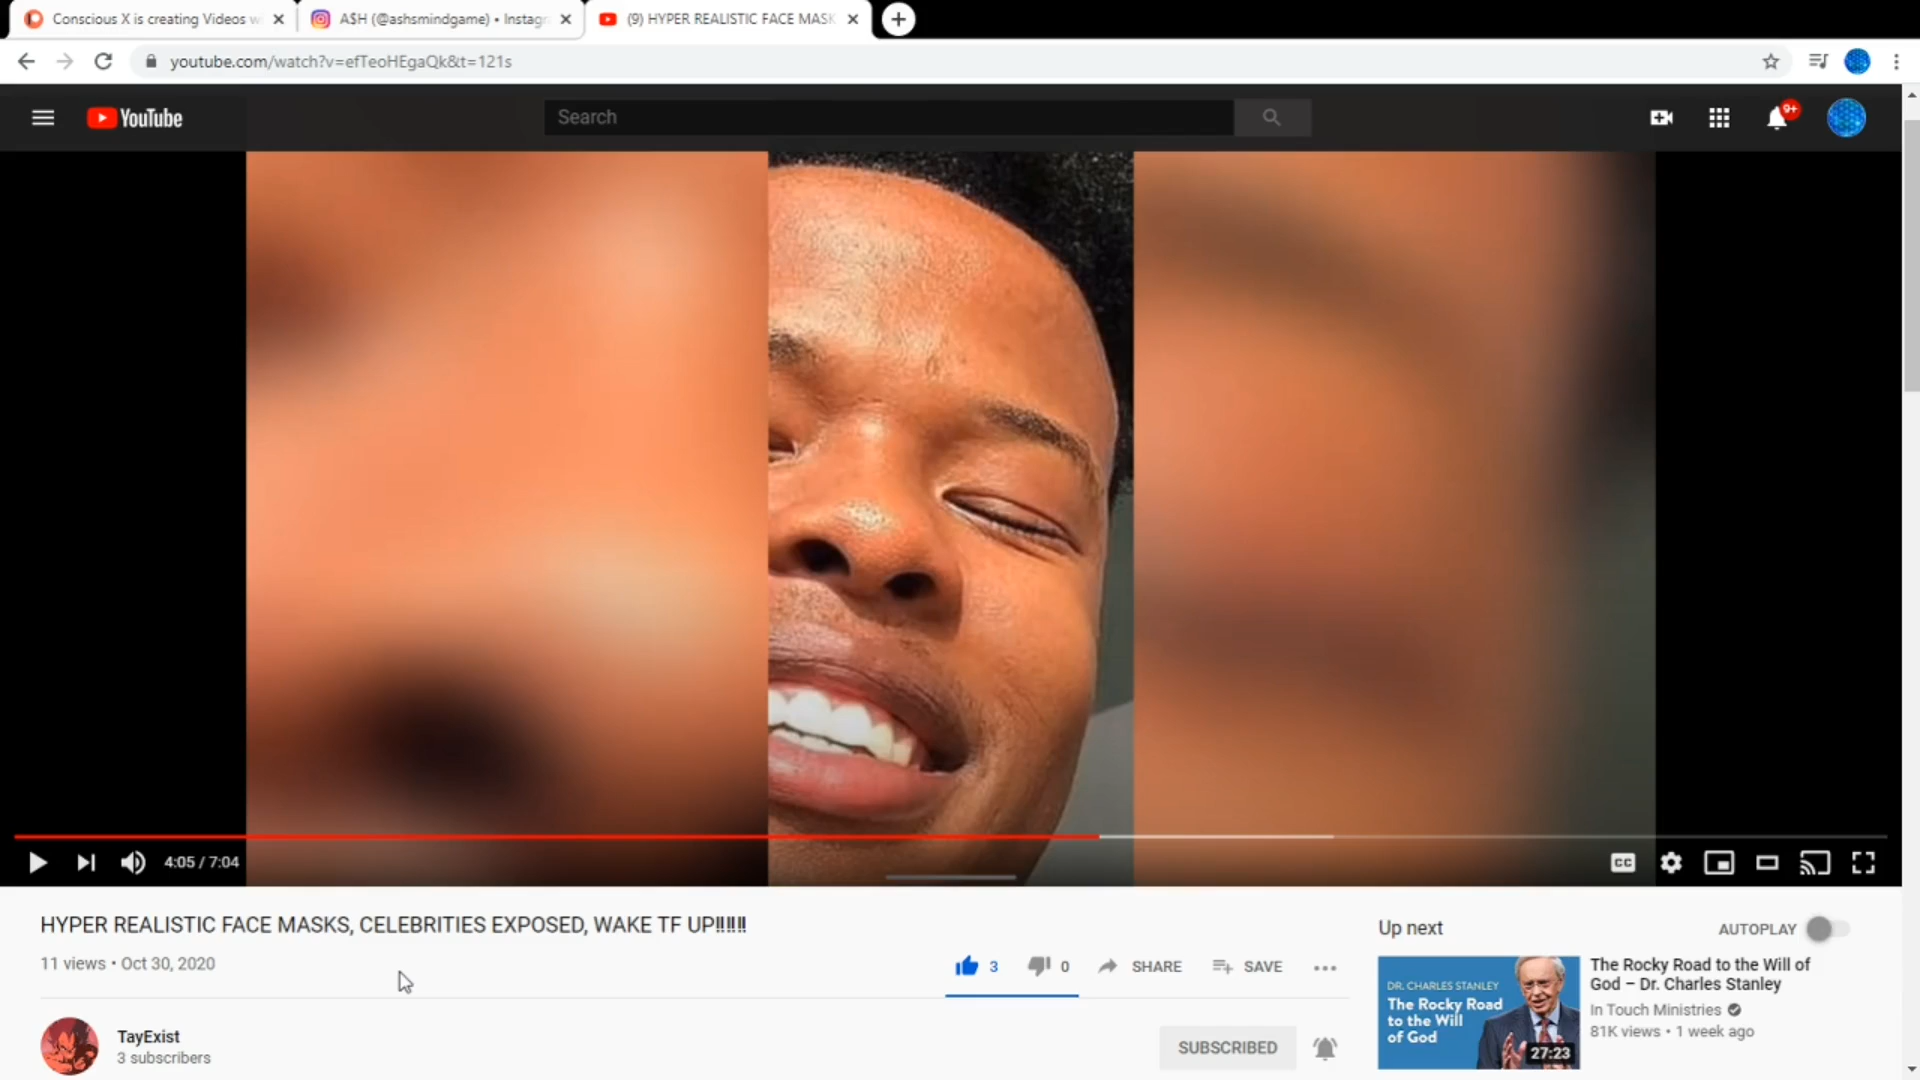 Conscious X is creating Videos w
A$H (@ashsmindgame) • Instagr
(9) HYPER REALISTIC FACE MASK
youtube.com/watch?v=efTeoHEgaQk&t=121s
YouTube
Search
9+
4:05 / 7:04
CC
HYPER REALISTIC FACE MASKS, CELEBRITIES EXPOSED, WAKE TF UP!!!!!!!
11 views • Oct 30, 2020
3
0
SHARE
SAVE
TayExist
3 subscribers
SUBSCRIBED
Up next
AUTOPLAY
DR. CHARLES STANLEY
The Rocky Road
to the Will
of God
27:23
The Rocky Road to the Will of
God – Dr. Charles Stanley
In Touch Ministries
81K views • 1 week ago